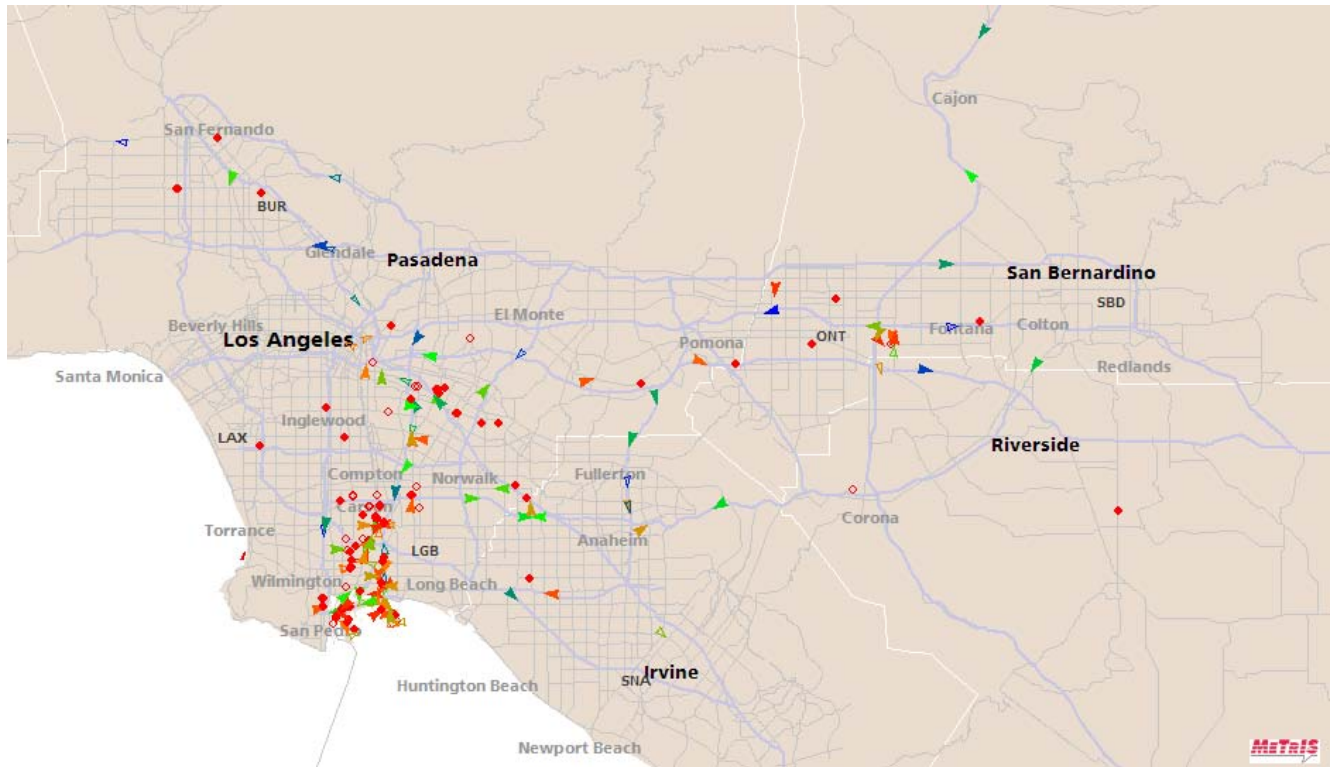 Cajon
San Fernando
BUR
Glendale
Pasadena
San Bernardino
SBD
El Monte
Beverly Hills
Los Angeles
Pomona
ONT
Fontana
Colton
Redlands
Santa Monica
Inglewood
LAX
Riverside
Compton
Norwalk
Fullerton
Carson
Corona
Torrance
Anaheim
LGB
Wilmington
Long Beach
San Pedro
Irvine
SNA
Huntington Beach
Newport Beach
METRIS